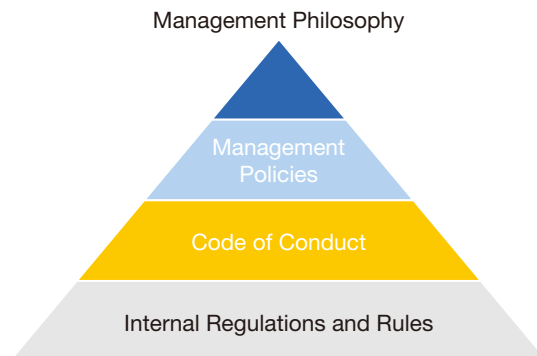 Management Philosophy
Management
Policies
Code of Conduct
Internal Regulations and Rules